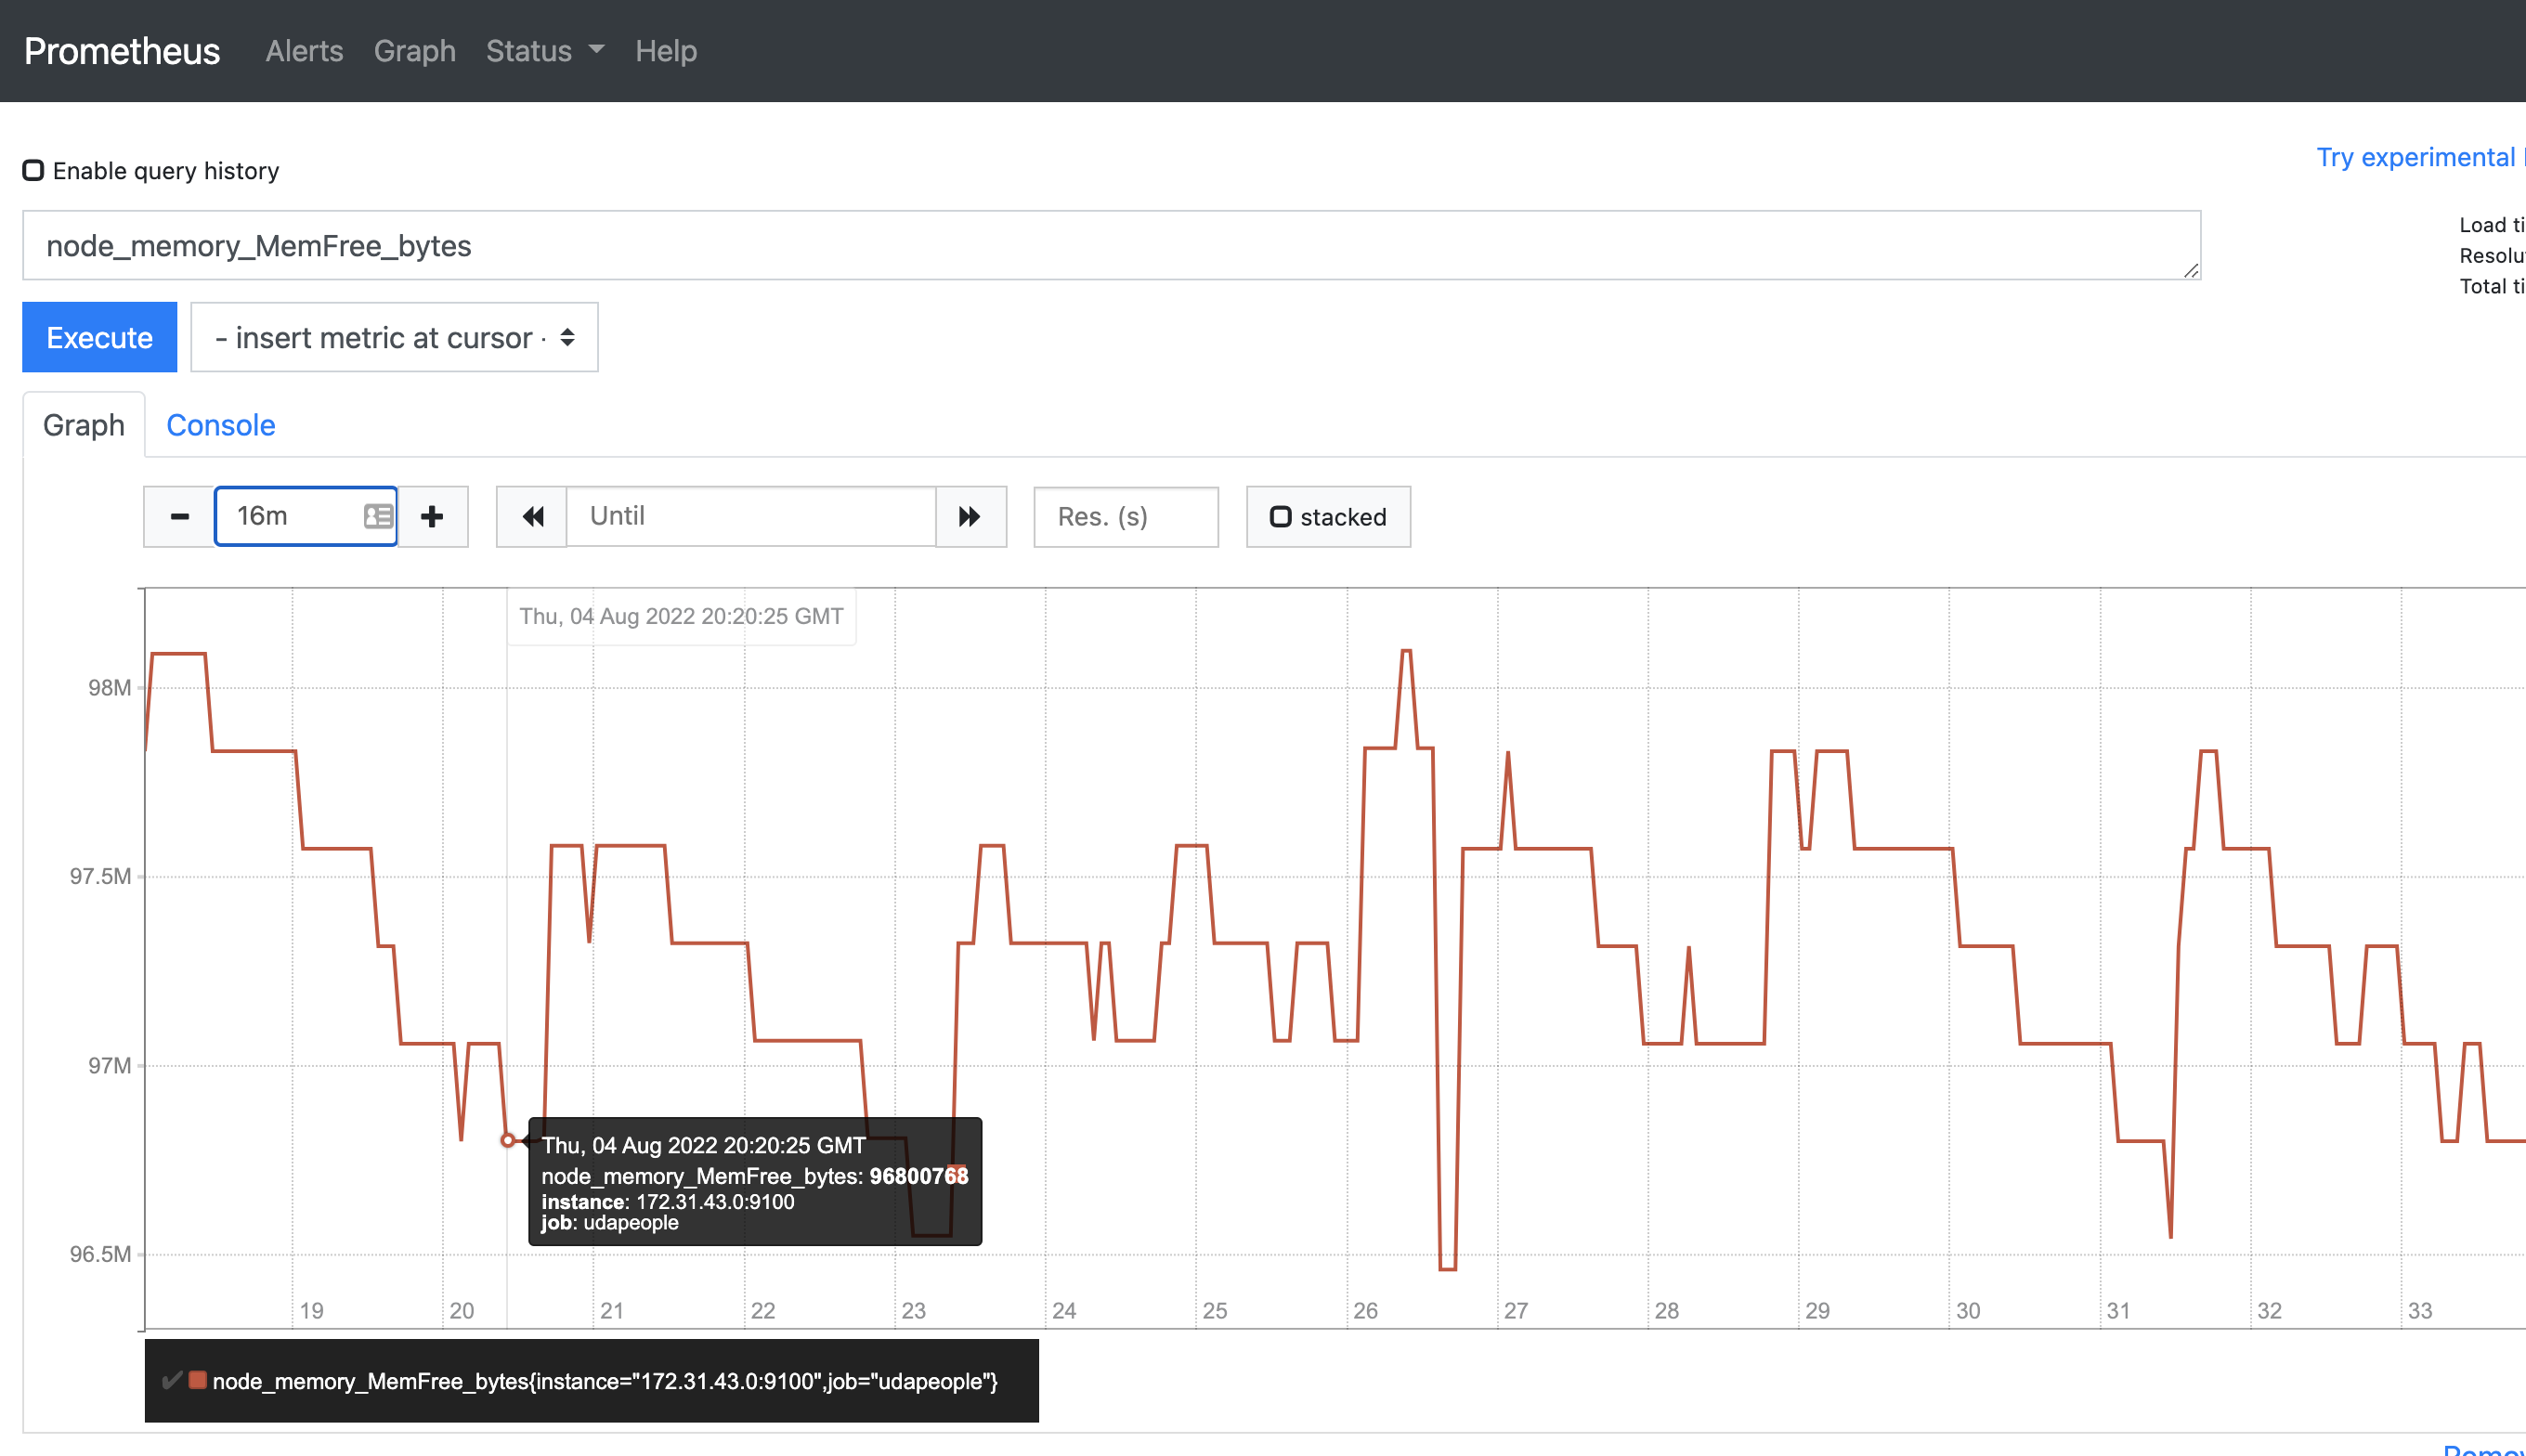 Prometheus Alerts Graph Status Help
Enable query history
Try experimental
node_memory_MemFree_bytes
Load ti
Resolu
Total ti
Execute
- insert metric at cursor -
Graph Console
16m
Until
Res. (s)
stacked
Thu, 04 Aug 2022 20:20:25 GMT
98M
97.5M
97M
96.5M
Thu, 04 Aug 2022 20:20:25 GMT
node_memory_MemFree_bytes: 96800768
instance: 172.31.43.0:9100
job: udapeople
19 20 21 22 23 24 25 26 27 28 29 30 31 32 33
node_memory_MemFree_bytes{instance="172.31.43.0:9100",job="udapeople"}